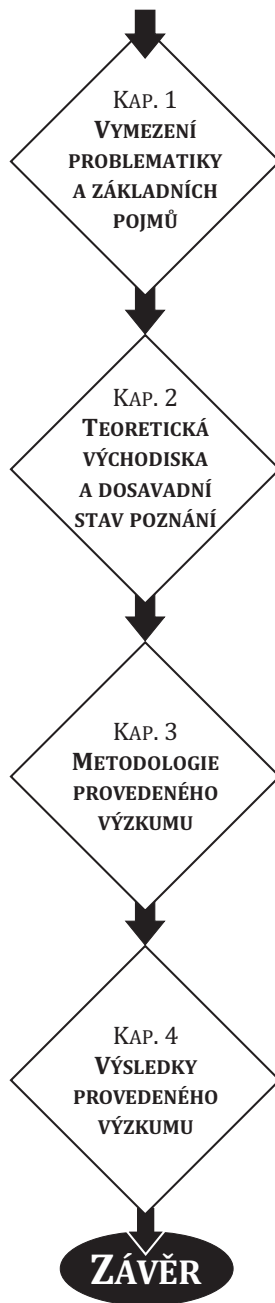 Kap. 1
Vymezení
problematiky
a základních
pojmů
Kap. 2
Teoretická
východiska
a dosavadní
stav poznání
Kap. 3
Metodologie
provedeného
výzkumu
Kap. 4
Výsledky
provedeného
výzkumu
Závěr